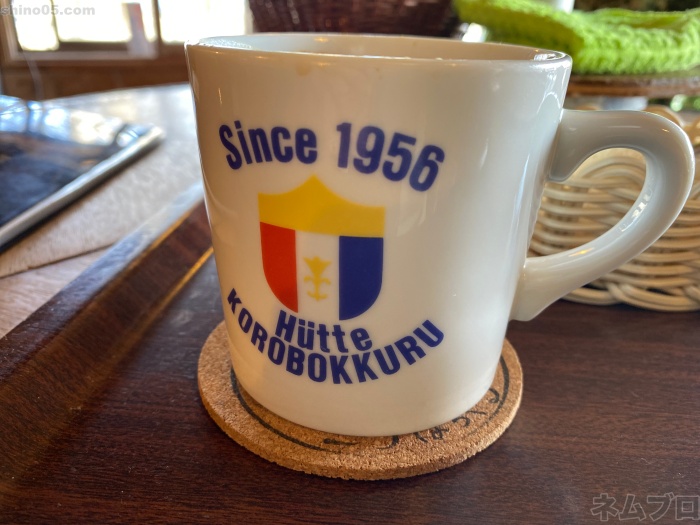 shino05.com
Since 1956
Hütte
KOROBOKKURU
ネムブロ